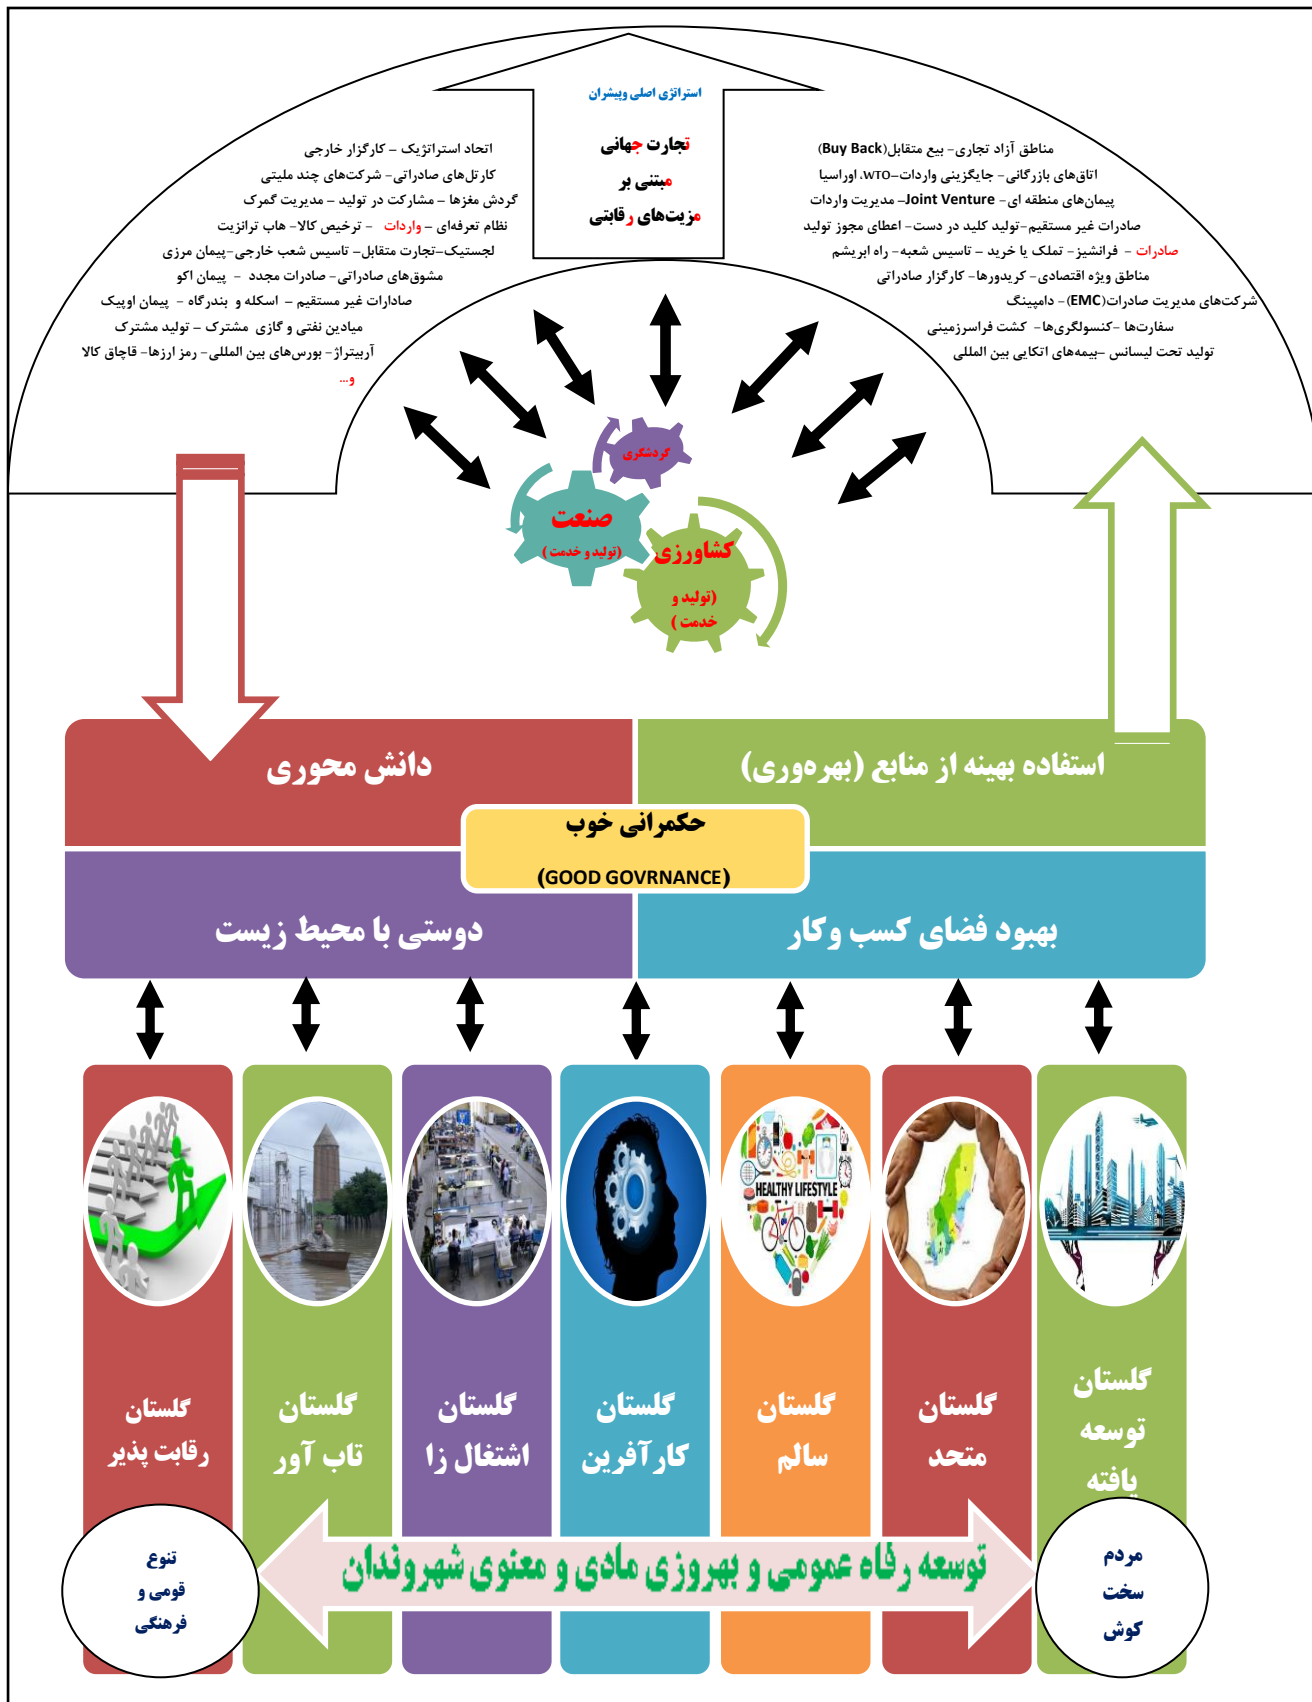 استراتژی اصلی وپیشران
تجارت جهانی
مبتنی بر
مزیت‌های رقابتی
مناطق آزاد تجاری- بیع متقابل(Buy Back)
اتاق‌های بازرگانی- جایگزینی واردات-WTO، اوراسیا
پیمان‌های منطقه ای- Joint Venture- مدیریت واردات
صادرات غیر مستقیم-تولید کلید در دست- اعطای مجوز تولید
صادرات - فرانشیز- تملک یا خرید - تاسیس شعبه- راه ابریشم
مناطق ویژه اقتصادی- کریدورها- کارگزار صادراتی
شرکت‌های مدیریت صادرات(EMC)- دامپینگ
سفارت‌ها -کنسولگری‌ها- کشت فراسرزمینی
تولید تحت لیسانس -بیمه‌های اتکایی بین المللی
اتحاد استراتژیک - کارگزار خارجی
کارتل‌های صادراتی- شرکت‌های چند ملیتی
گردش مغزها - مشارکت در تولید - مدیریت گمرک
نظام تعرفه‌ای - واردات - ترخیص کالا- هاب ترانزیت
لجستیک-تجارت متقابل- تاسیس شعب خارجی-پیمان مرزی
مشوق‌های صادراتی- صادرات مجدد - پیمان اکو
صادارات غیر مستقیم - اسکله و بندرگاه - پیمان اوپیک
میادین نفتی و گازی مشترک - تولید مشترک
آربیتراژ- بورس‌های بین المللی- رمز ارزها- قاچاق کالا
و...
گردشگری
صنعت
(تولید و خدمت)
کشاورزی
(تولید و
خدمت)
استفاده بهینه از منابع (بهره‌وری)
دانش محوری
حکمرانی خوب
(GOOD GOVRNANCE)
بهبود فضای کسب وکار
دوستی با محیط زیست
HEALTHY LIFESTYLE
گلستان
توسعه
یافته
گلستان
متحد
گلستان
سالم
گلستان
کارآفرین
گلستان
اشتغال زا
گلستان
تاب آور
گلستان
رقابت پذیر
مردم
سخت
کوش
توسعه رفاه عمومی و بهروزی مادی و معنوی شهروندان
تنوع
قومی و
فرهنگی